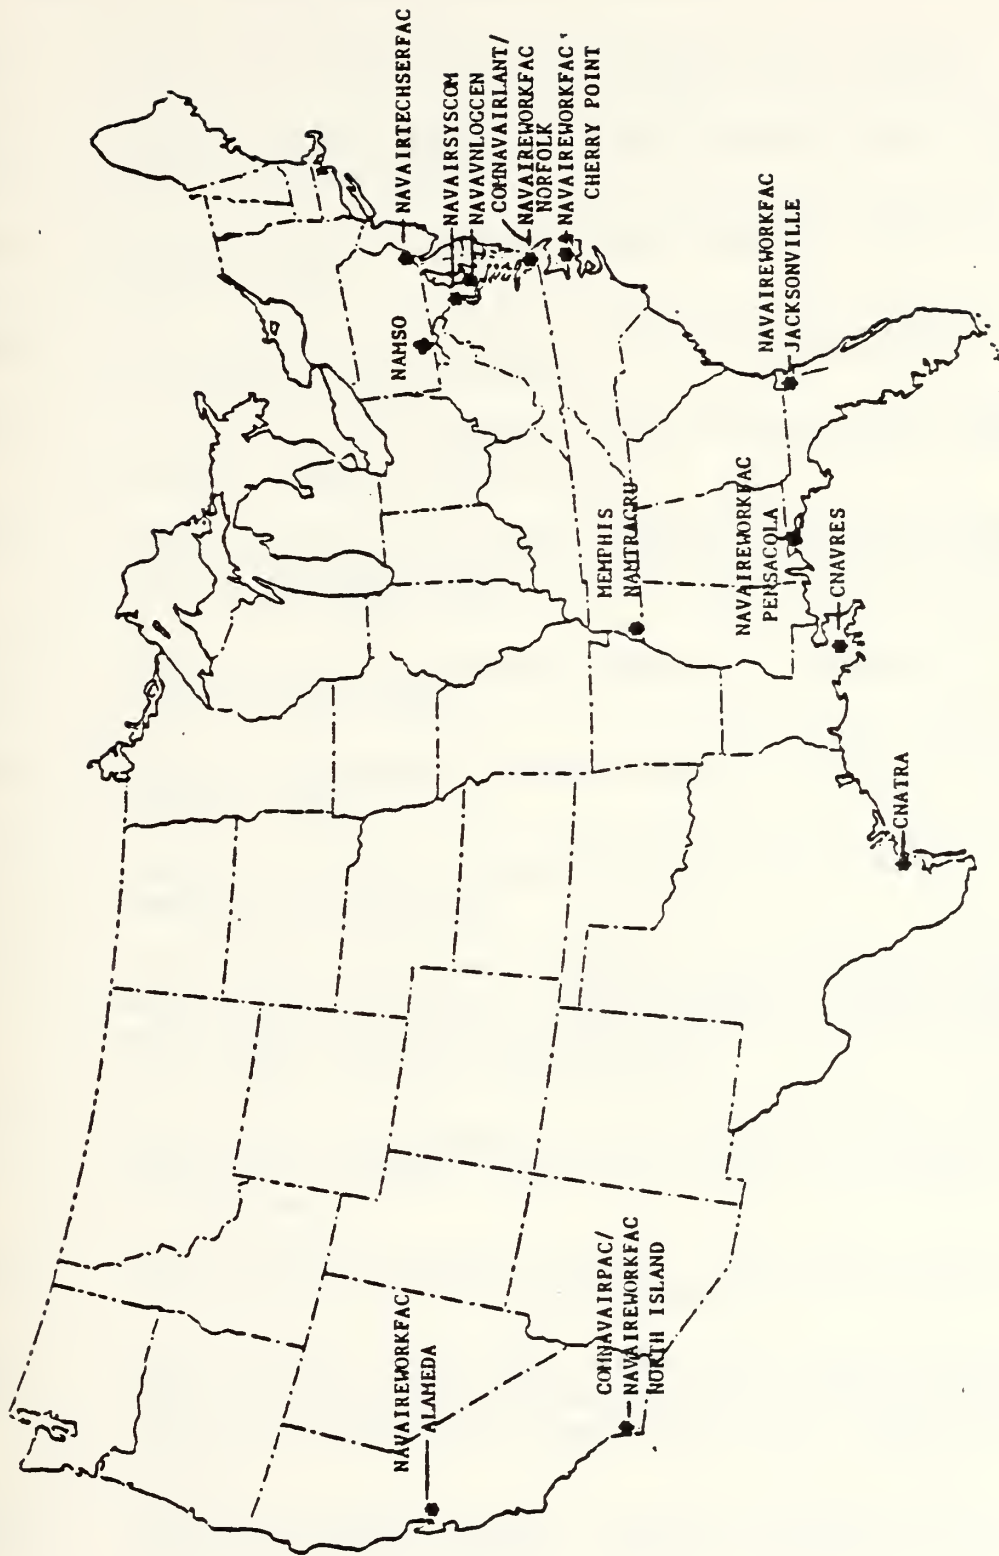 NAVAIRTECHSERFAC
NAVAIRSYSCOM
NAVAVNLOGCEN
COMNAVAIRLANT/
NAVAIREWORKFAC
NORFOLK
NAVAIREWORKFAC
CHERRY POINT
NAMSO
NAVAIREWORKFAC
JACKSONVILLE
MEMPHIS
NAMTRAGRU
NAVAIREWORKFAC
PENSACOLA
CNAVRES
CNATRA
NAVAIREWORKFAC
ALAMEDA
COMNAVAIRPAC/
NAVAIREWORKFAC
NORTH ISLAND